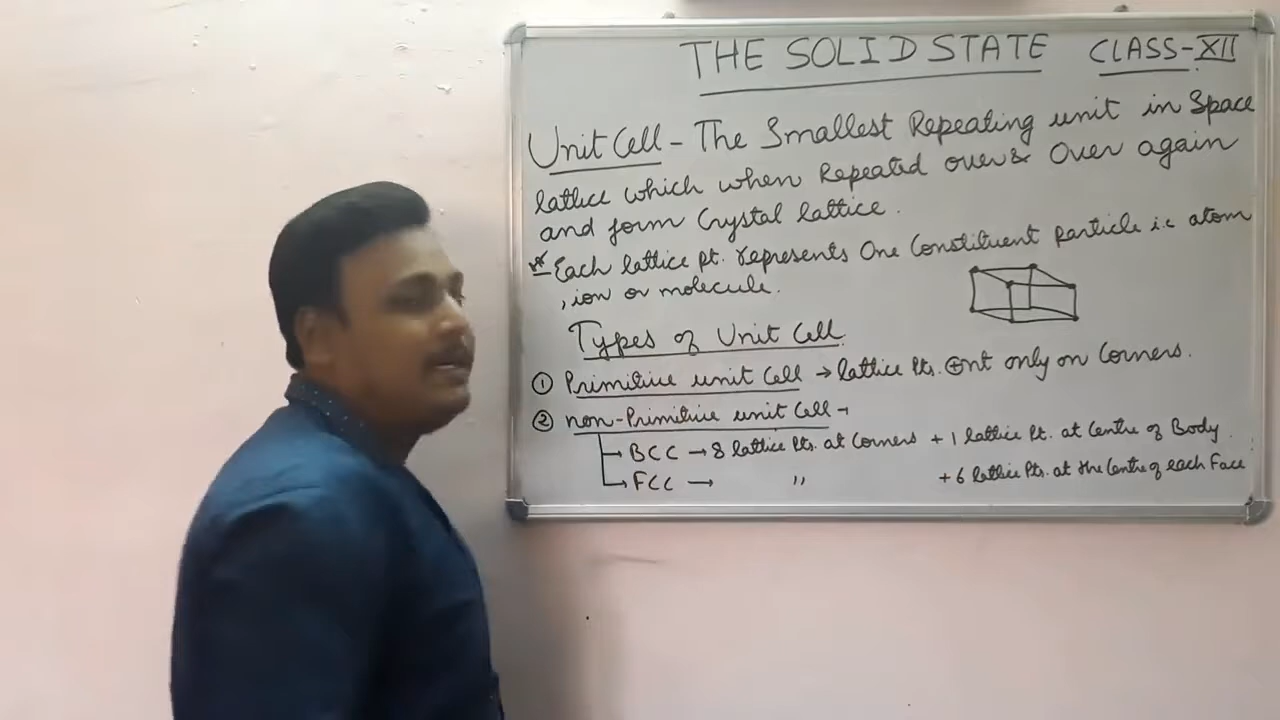 THE SOLID STATE CLASS-XII
Unit Cell - The Smallest Repeating unit in Space
lattice which when Repeated over & Over again
and form Crystal lattice.
Each lattice pt. represents One Constituent particle i.e atom
, ion or molecule.
Types of Unit Cell
① Primitive unit Cell → lattice Pts. only on Corners.
② non-Primitive unit Cell -
→ BCC → 8 lattice Pts. at Corners + 1 lattice Pt. at Centre of Body
→ FCC → " + 6 lattice Pts. at the Centre of each Face